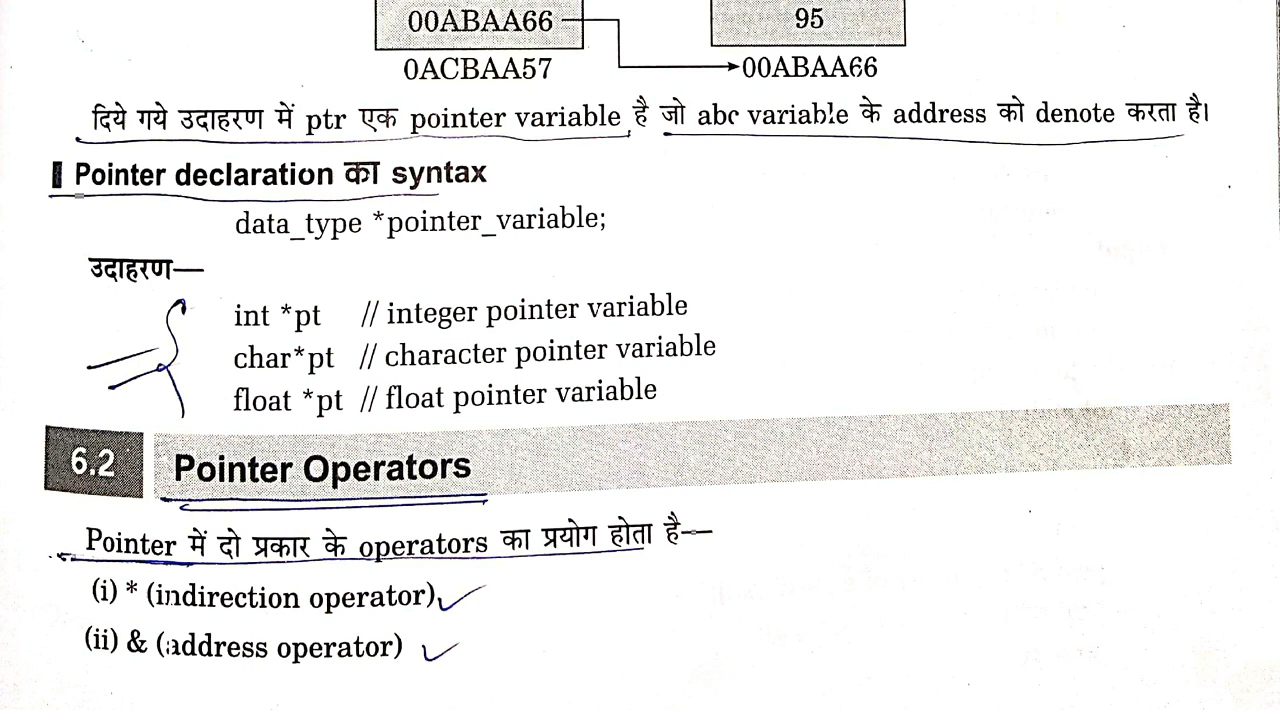 00ABAA66 95
0ACBAA57 00ABAA66
दिये गये उदाहरण में ptr एक pointer variable है जो abc variable के address को denote करता है।
Pointer declaration का syntax
data_type *pointer_variable;
उदाहरण—
int *pt // integer pointer variable
char*pt // character pointer variable
float *pt // float pointer variable
6.2 Pointer Operators
Pointer में दो प्रकार के operators का प्रयोग होता है—
(i) * (indirection operator)
(ii) & (address operator)